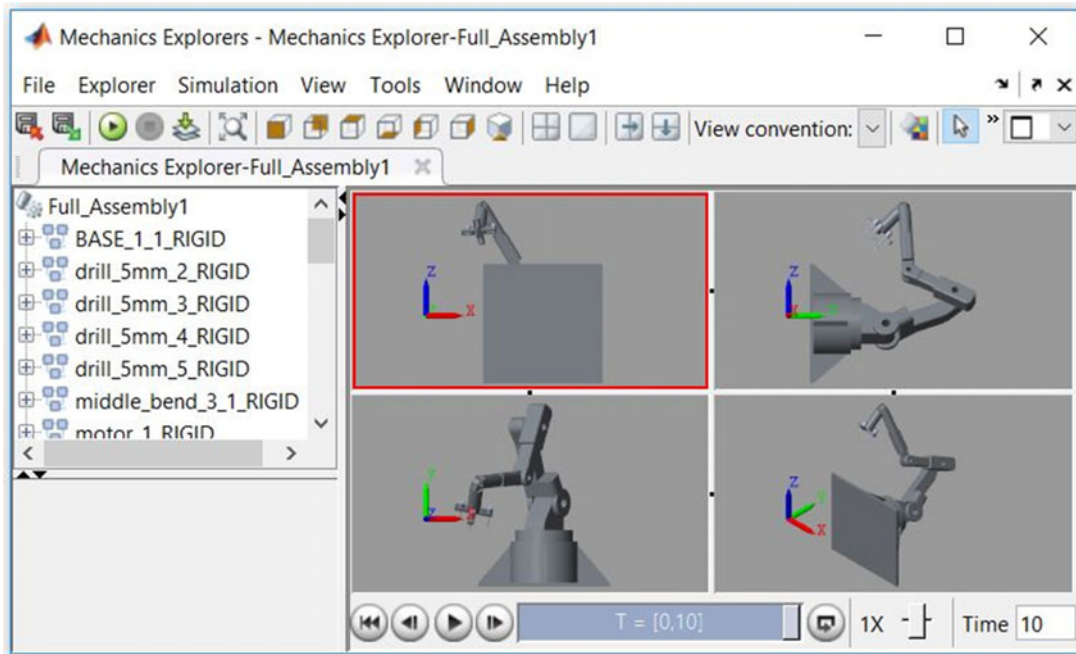 Mechanics Explorers - Mechanics Explorer-Full_Assembly1
File Explorer Simulation View Tools Window Help
View convention: »
Mechanics Explorer-Full_Assembly1
Full_Assembly1
BASE_1_1_RIGID
drill_5mm_2_RIGID
drill_5mm_3_RIGID
drill_5mm_4_RIGID
drill_5mm_5_RIGID
middle_bend_3_1_RIGID
motor_1_RIGID
Z
X
Z
X Y
Y
Z X
Z
Y
X
T = [0,10]
1X
Time 10